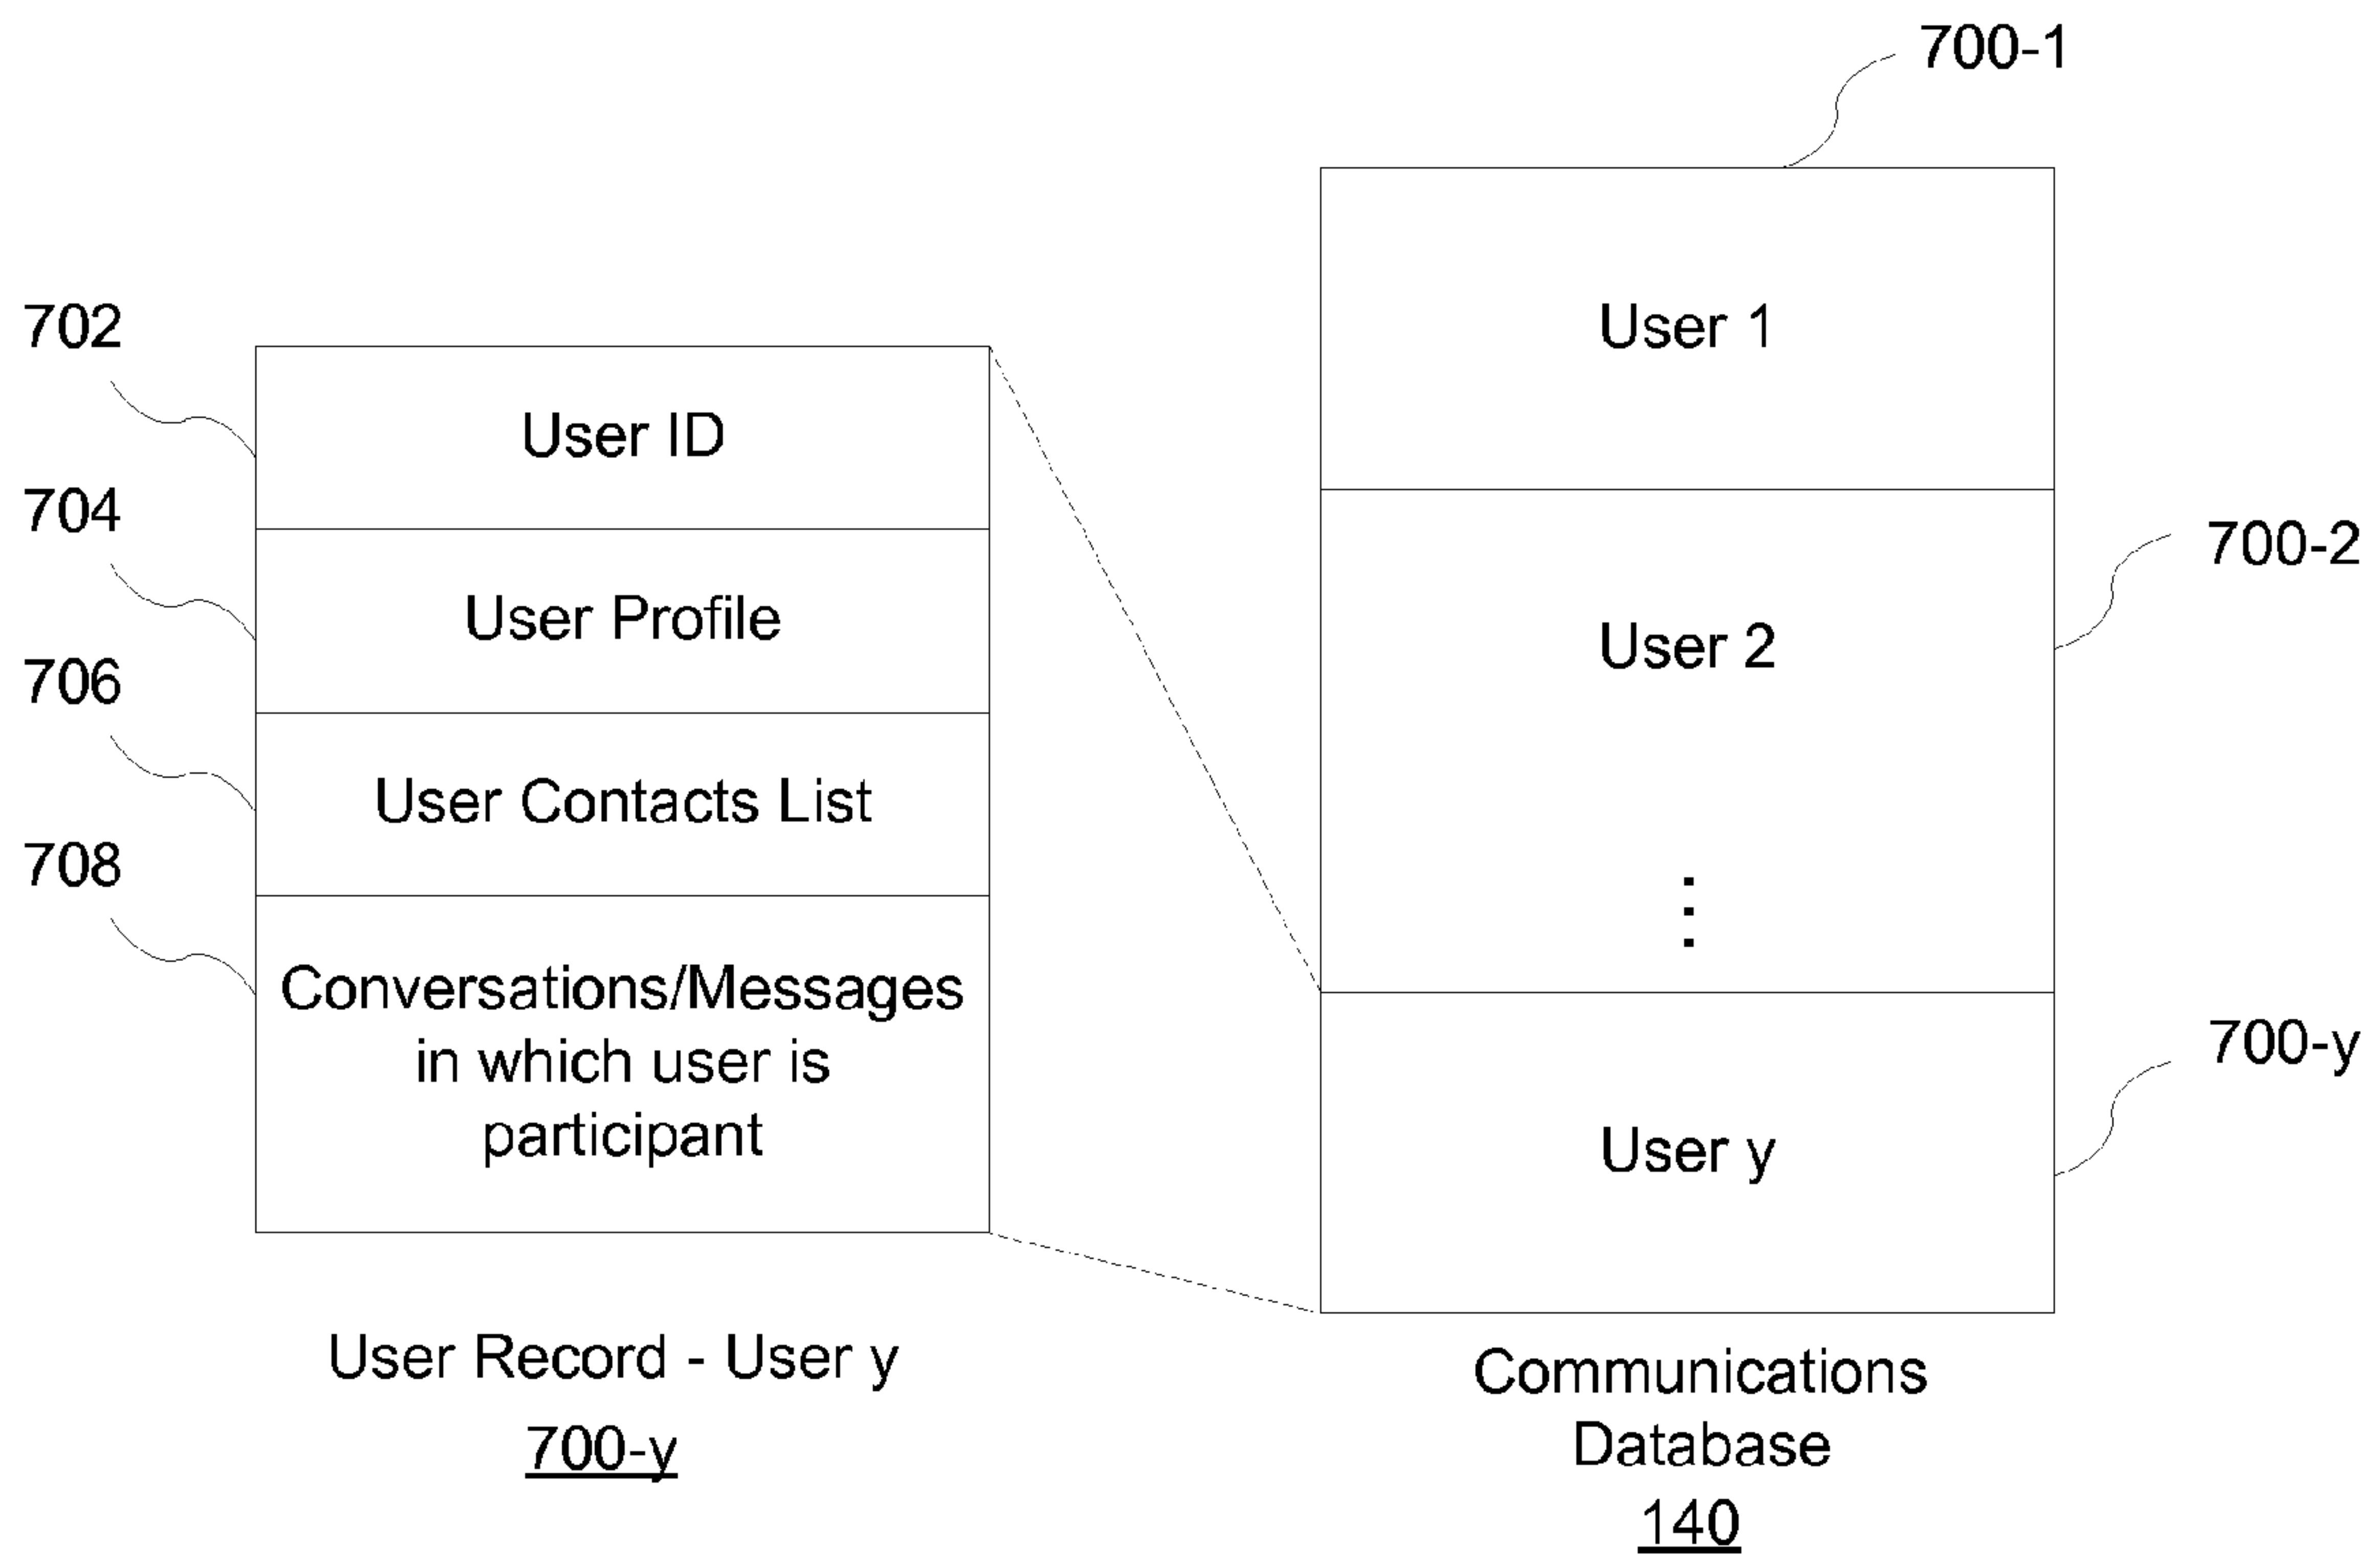 700-1
User 1
702
User ID
704
700-2
User Profile
User 2
706
User Contacts List
708
Conversations/Messages
in which user is
participant
700-y
User y
User Record - User y
700-y
Communications
Database
140